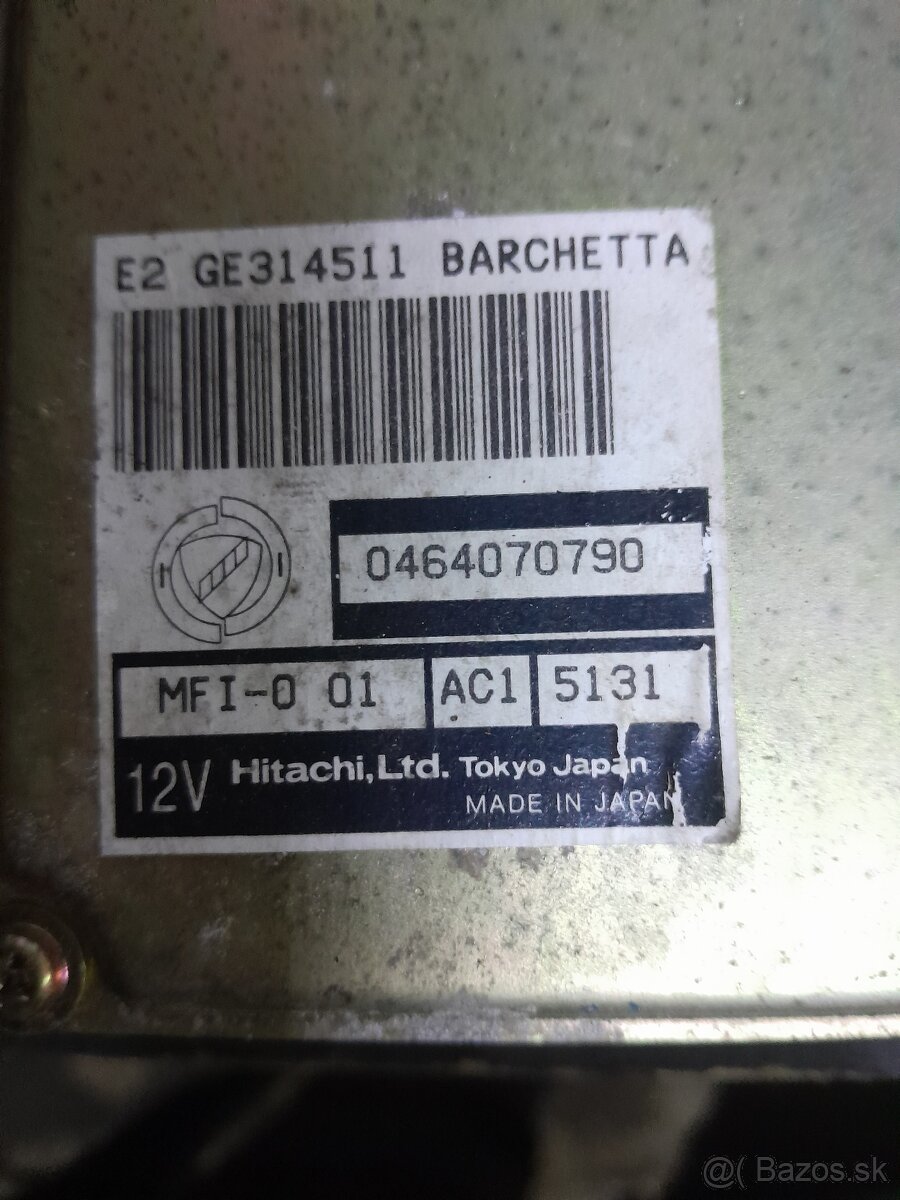 E2 GE314511 BARCHETTA
0464070790
MFI-0 01 AC1 5131
12V Hitachi,Ltd. Tokyo Japan
MADE IN JAPAN
@( Bazos.sk